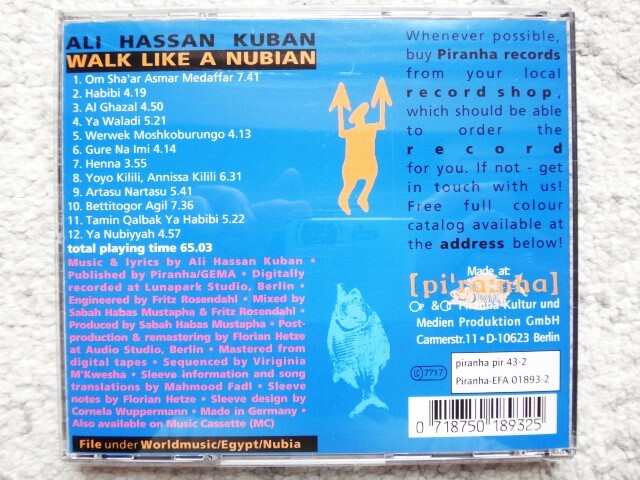 ALI HASSAN KUBAN
WALK LIKE A NUBIAN
1. Om Sha'ar Asmar Medaffar 7.41
2. Habibi 4.19
3. Al Ghazal 4.50
4. Ya Waladi 5.21
5. Werwek Moshkoburungo 4.13
6. Gure Na Imi 4.14
7. Henna 3.55
8. Yoyo Kilili, Annissa Kilili 6.31
9. Artasu Nartasu 5.41
10. Bettitogor Agil 7.36
11. Tamin Qalbak Ya Habibi 5.22
12. Ya Nubiyyah 4.57
total playing time 65.03
Music & lyrics by Ali Hassan Kuban •
Published by Piranha/GEMA • Digitally
recorded at Lunapark Studio, Berlin •
Engineered by Fritz Rosendahl • Mixed by
Sabah Habas Mustapha & Fritz Rosendahl •
Produced by Sabah Habas Mustapha • Post-
production & remastering by Florian Hetze
at Audio Studio, Berlin • Mastered from
digital tapes • Sequenced by Viriginia
M'Kwesha • Sleeve information and song
translations by Mahmood Fadl • Sleeve
notes by Florian Hetze • Sleeve design by
Cornela Wuppermann • Made in Germany •
Also available on Music Cassette (MC)
File under Worldmusic/Egypt/Nubia
Whenever possible,
buy Piranha records
from your local
record shop,
which should be able
to order the
record
for you. If not - get
in touch with us!
Free full colour
catalog available at
the address below!
Made at:
[pi'ra:nha]
Piranha Kultur und
Medien Produktion GmbH
Carmerstr.11 • D-10623 Berlin
LC 7717
piranha pir 43-2
Piranha-EFA 01893-2
0 718750 189325